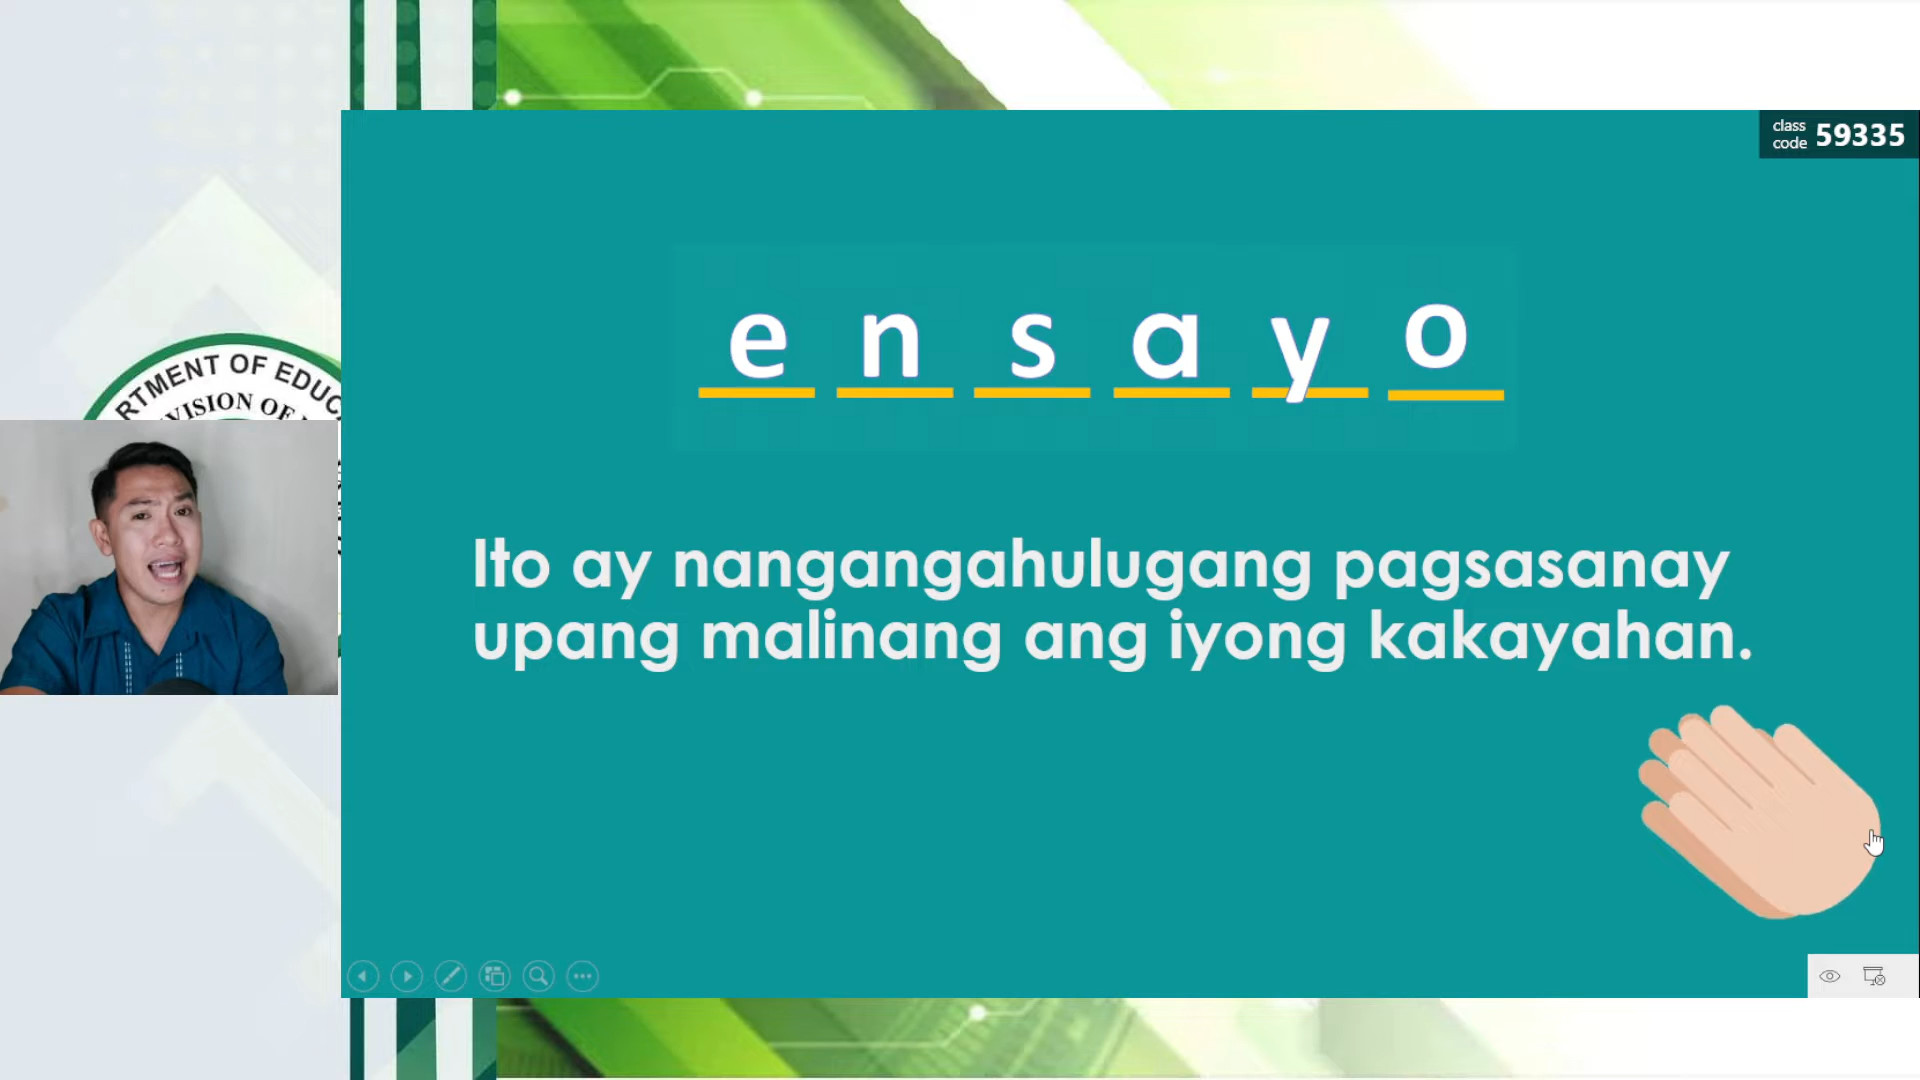 class
code 59335
e n s a y o
Ito ay nangangahulugang pagsasanay
upang malinang ang iyong kakayahan.
RTMENT OF EDUC
VISION OF